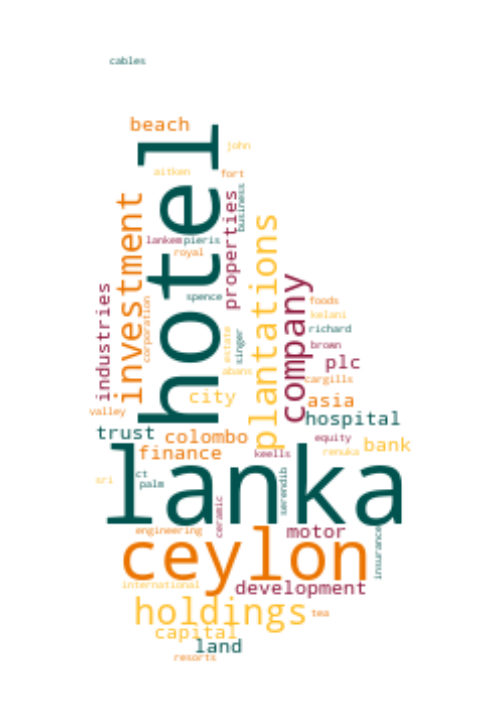 cables
beach
hotel
john
aitken
fort
investment
properties
business
plantations
lankem
pieris
royal
company
industries
corporation
spence
foods
kelani
estate
singer
richard
brown
plc
abans
cargills
city
asia
valley
hospital
trust
colombo
equity
bank
finance
keells
renuka
lanka
sri
ct
palm
serendib
ceramic
engineering
motor
insurance
ceylon
international
development
holdings
tea
capital
land
resorts